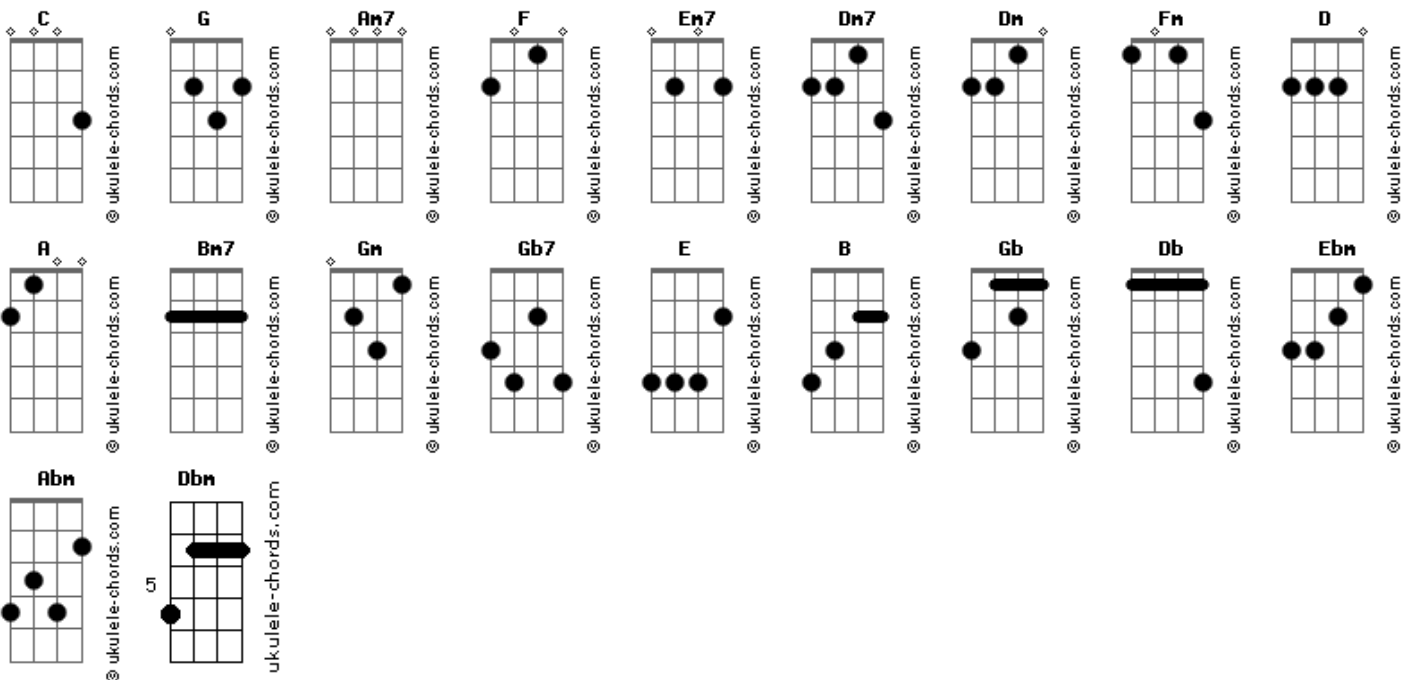 C G Am7 F Em7 Dm7 Dm Fm D
© ukulele-chords.com © ukulele-chords.com © ukulele-chords.com © ukulele-chords.com © ukulele-chords.com © ukulele-chords.com © ukulele-chords.com © ukulele-chords.com © ukulele-chords.com
A Bm7 Gm Gb7 E B Gb Db Ebm
© ukulele-chords.com © ukulele-chords.com © ukulele-chords.com © ukulele-chords.com © ukulele-chords.com © ukulele-chords.com © ukulele-chords.com © ukulele-chords.com © ukulele-chords.com
Abm Dbm
© ukulele-chords.com 5 ukulele-chords.com